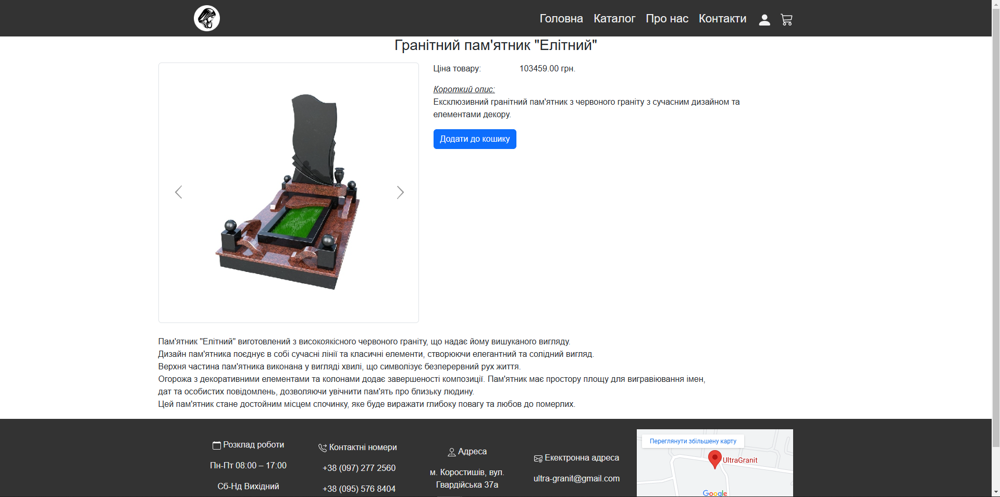 Головна Каталог Про нас Контакти
Гранітний пам'ятник "Елітний"
Ціна товару: 103459.00 грн.
Короткий опис:
Ексклюзивний гранітний пам'ятник з червоного граніту з сучасним дизайном та
елементами декору.
Додати до кошику
Пам'ятник "Елітний" виготовлений з високоякісного червоного граніту, що надає йому вишуканого вигляду.
Дизайн пам'ятника поєднує в собі сучасні лінії та класичні елементи, створюючи елегантний та солідний вигляд.
Верхня частина пам'ятника виконана у вигляді хвилі, що символізує безперервний рух життя.
Огорожа з декоративними елементами та колонами додає завершеності композиції. Пам'ятник має простору площу для вигравіювання імен,
дат та особистих повідомлень, дозволяючи увічнити пам'ять про близьку людину.
Цей пам'ятник стане достойним місцем спочинку, яке буде виражати глибоку повагу та любов до померлих.
Розклад роботи
Пн-Пт 08:00 – 17:00
Сб-Нд Вихідний
Контактні номери
+38 (097) 277 2560
+38 (095) 576 8404
Адреса
м. Коростишів, вул.
Гвардійська 37а
Екектронна адреса
ultra-granit@gmail.com
Переглянути збільшену карту
UltraGranit
Google